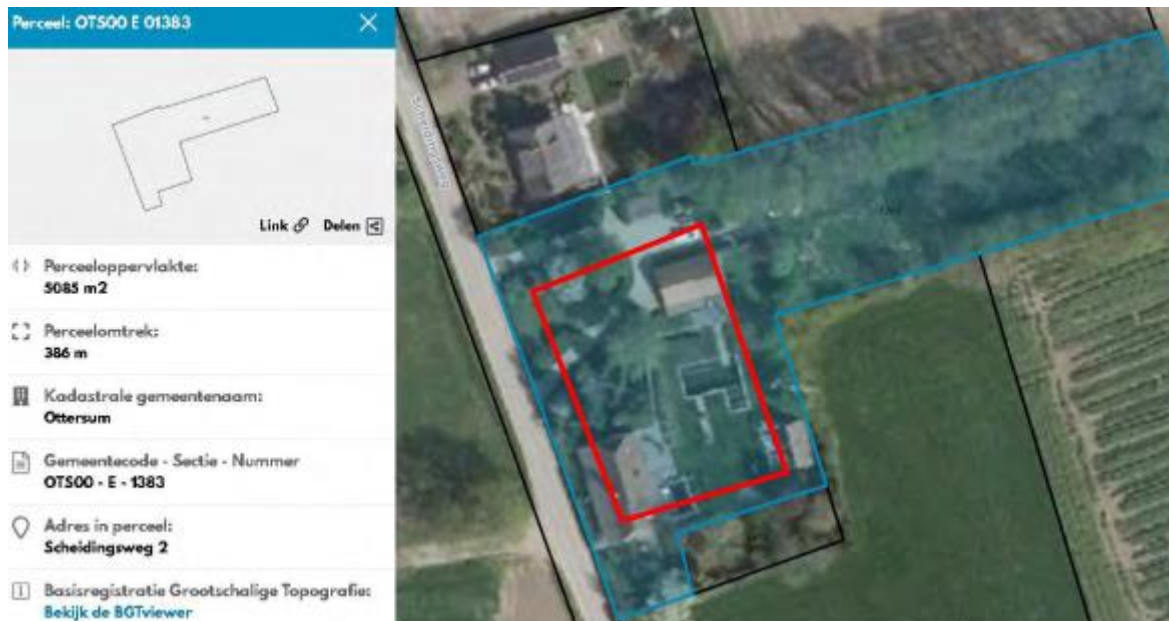 Perceel: OTS00 E 01383
Link
Delen
Perceeloppervlakte:
5085 m2
Perceelomtrek:
386 m
Kadastrale gemeentenaam:
Ottersum
Gemeentecode - Sectie - Nummer
OTS00 - E - 1383
Adres in perceel:
Scheidingsweg 2
Basisregistratie Grootschalige Topografie:
Bekijk de BGTviewer
Scheidingsweg